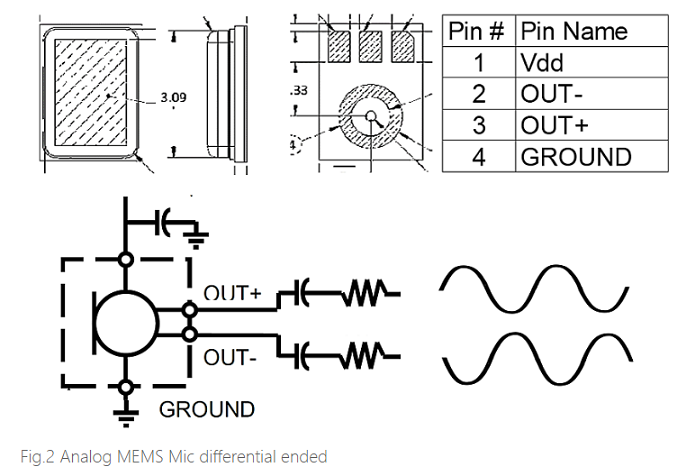 Pin # Pin Name
1 Vdd
2 OUT-
3 OUT+
4 GROUND
3.09
.33
4
OUT+
OUT-
GROUND
Fig.2 Analog MEMS Mic differential ended